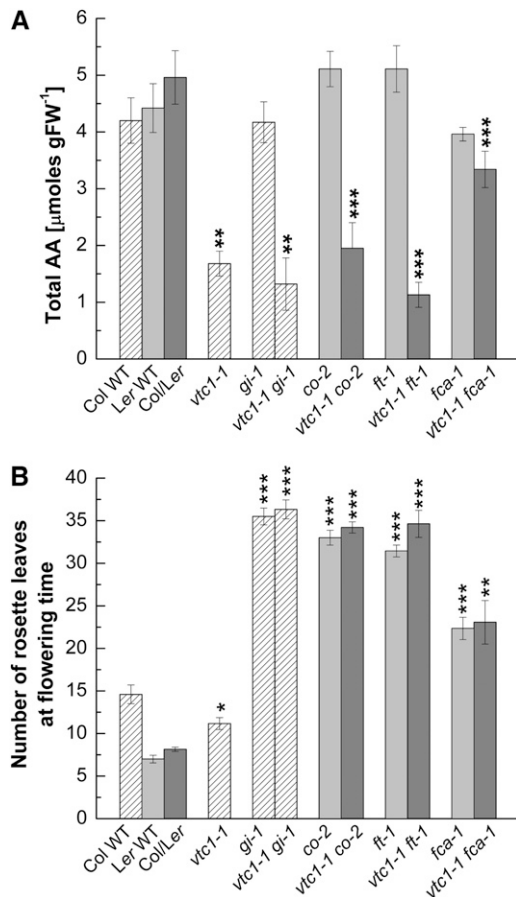 A
Total AA [µmoles gFW⁻¹]
6
5
4
3
2
1
0
**
**
***
***
***
Col WT
Ler WT
Col/Ler
vtc1-1
gi-1
vtc1-1 gi-1
co-2
vtc1-1 co-2
ft-1
vtc1-1 ft-1
fca-1
vtc1-1 fca-1
B
Number of rosette leaves
at flowering time
40
35
30
25
20
15
10
5
0
*
***
***
***
***
***
***
***
**
Col WT
Ler WT
Col/Ler
vtc1-1
gi-1
vtc1-1 gi-1
co-2
vtc1-1 co-2
ft-1
vtc1-1 ft-1
fca-1
vtc1-1 fca-1